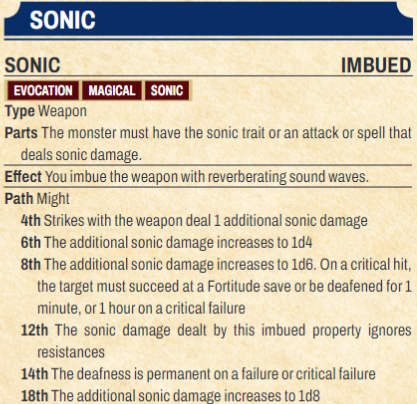 SONIC
SONIC IMBUED
EVOCATION MAGICAL SONIC
Type Weapon
Parts The monster must have the sonic trait or an attack or spell that
deals sonic damage.
Effect You imbue the weapon with reverberating sound waves.
Path Might
4th Strikes with the weapon deal 1 additional sonic damage
6th The additional sonic damage increases to 1d4
8th The additional sonic damage increases to 1d6. On a critical hit,
the target must succeed at a Fortitude save or be deafened for 1
minute, or 1 hour on a critical failure
12th The sonic damage dealt by this imbued property ignores
resistances
14th The deafness is permanent on a failure or critical failure
18th The additional sonic damage increases to 1d8